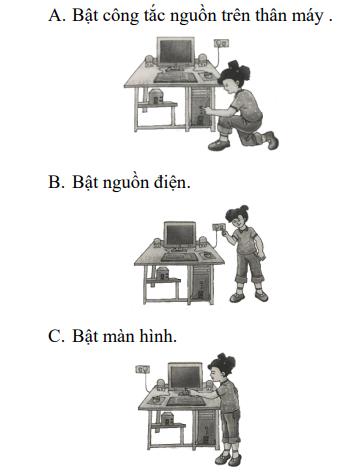 A. Bật công tắc nguồn trên thân máy .
B. Bật nguồn điện.
C. Bật màn hình.